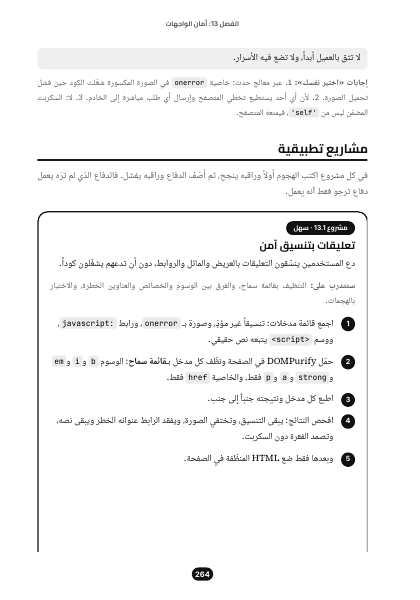 الفصل 13: أمان الواجهات
لا تثق بالعميل أبداً، ولا تضع فيه الأسرار.
إجابات «اختبر نفسك»: 1. عبر معالج حدث: خاصية onerror في الصورة المكسورة شغّلت الكود حين فشل
تحميل الصورة. 2. لأن أي أحد يستطيع تخطي المتصفح وإرسال أي طلب مباشرة إلى الخادم. 3. لا: السكربت
المضمّن ليس من 'self'، فيمنعه المتصفح.
مشاريع تطبيقية
في كل مشروع اكتب الهجوم أولاً وراقبه ينجح، ثم أضف الدفاع وراقبه يفشل. فالدفاع الذي لم تره يعمل
دفاع ترجو فقط أنه يعمل.
مشروع 13.1 · سهل
تعليقات بتنسيق آمن
دع المستخدمين ينسّقون التعليقات بالعريض والمائل والروابط، دون أن تدعهم يشغّلون كوداً.
ستتدرب على: التنظيف بقائمة سماح، والفرق بين الوسوم والخصائص والعناوين الخطرة، والاختبار
بالهجمات.
1 اجمع قائمة مدخلات: تنسيقاً غير مؤذٍ، وصورة بـ onerror، ورابط javascript:،
ووسم <script> يتبعه نص حقيقي.
2 حمّل DOMPurify في الصفحة ونظّف كل مدخل بـقائمة سماح: الوسوم b و i و em
و strong و a و p فقط، والخاصية href فقط.
3 اطبع كل مدخل ونتيجته جنباً إلى جنب.
4 افحص النتائج: يبقى التنسيق، وتختفي الصورة، ويفقد الرابط عنوانه الخطر ويبقى نصه،
وتصمد الفقرة دون السكربت.
5 وبعدها فقط ضع HTML المنظّفة في الصفحة.
264